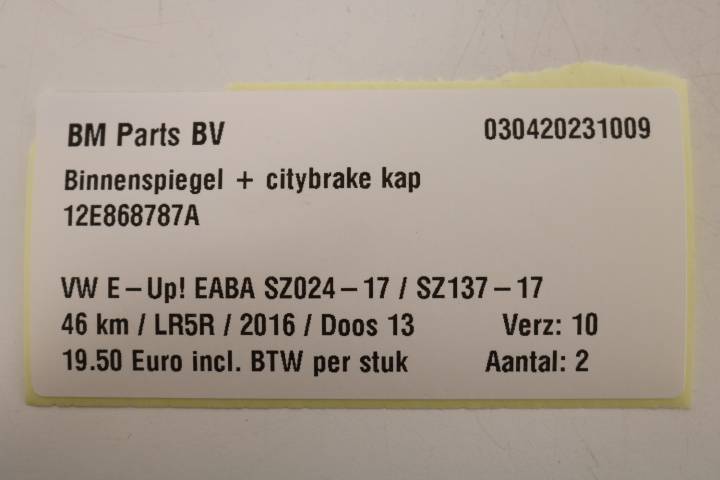 BM Parts BV 030420231009
Binnenspiegel + citybrake kap
12E868787A
VW E-Up! EABA SZ024-17 / SZ137-17
46 km / LR5R / 2016 / Doos 13 Verz: 10
19.50 Euro incl. BTW per stuk Aantal: 2